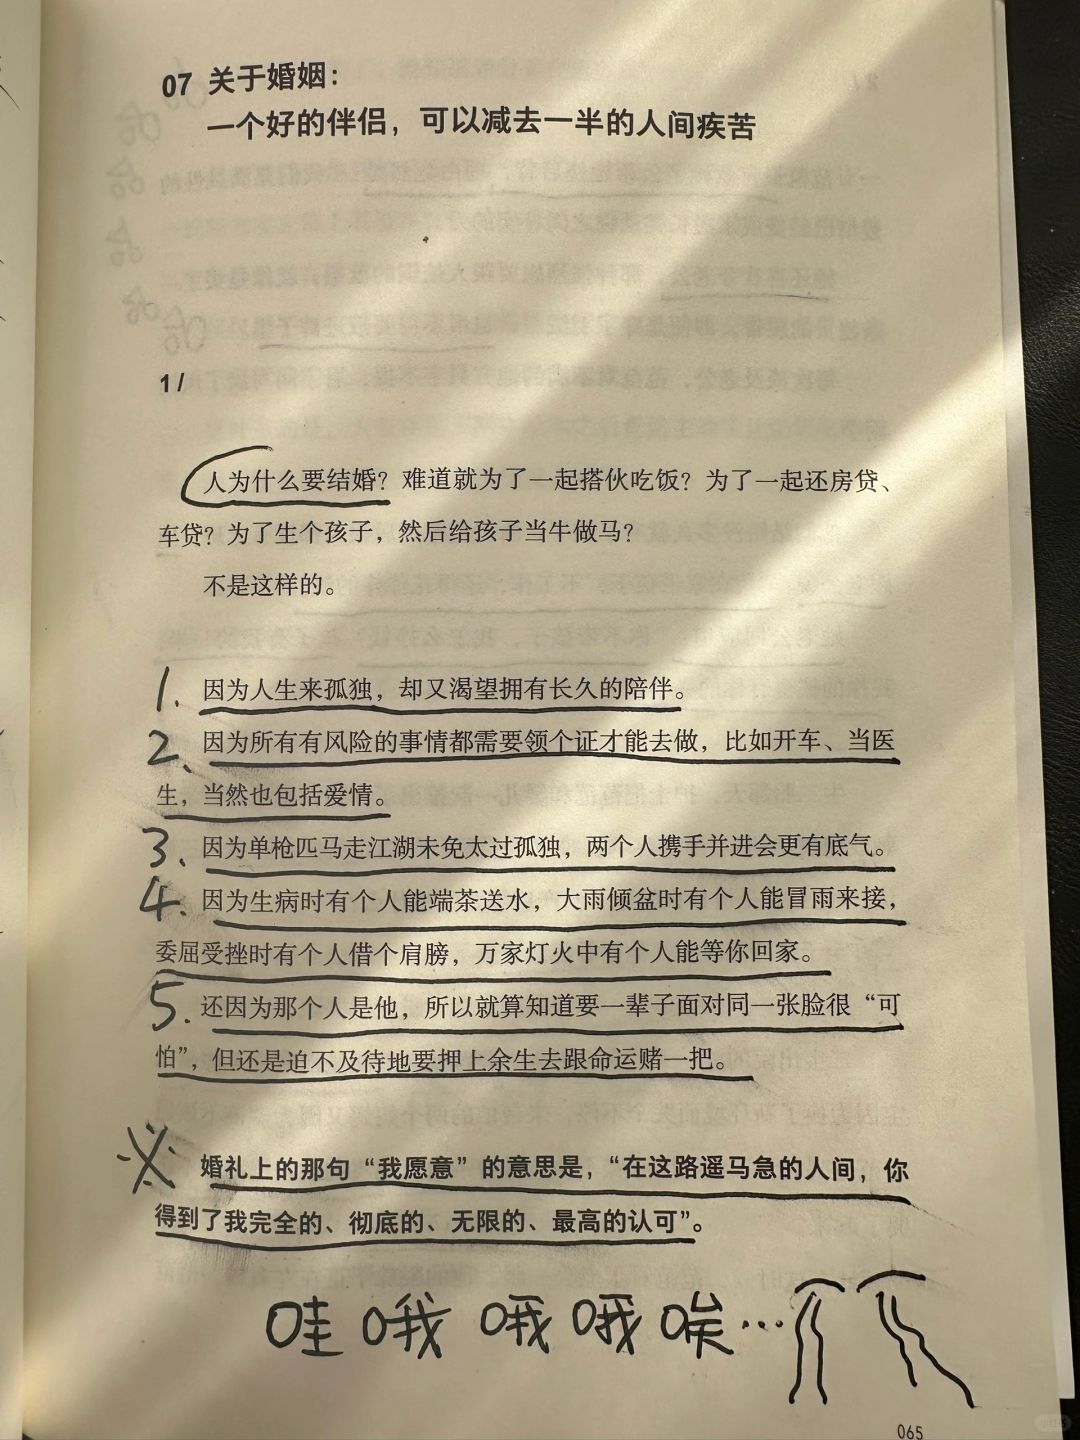 07 关于婚姻：
一个好的伴侣，可以减去一半的人间疾苦
1 /
人为什么要结婚？难道就为了一起搭伙吃饭？为了一起还房贷、
车贷？为了生个孩子，然后给孩子当牛做马？
不是这样的。
1、因为人生来孤独，却又渴望拥有长久的陪伴。
2、因为所有有风险的事情都需要领个证才能去做，比如开车、当医
生，当然也包括爱情。
3、因为单枪匹马走江湖未免太过孤独，两个人携手并进会更有底气。
4、因为生病时有个人能端茶送水，大雨倾盆时有个人能冒雨来接，
委屈受挫时有个人借个肩膀，万家灯火中有个人能等你回家。
5、还因为那个人是他，所以就算知道要一辈子面对同一张脸很“可
怕”，但还是迫不及待地要押上余生去跟命运赌一把。
※ 婚礼上的那句“我愿意”的意思是，“在这路遥马急的人间，你
得到了我完全的、彻底的、无限的、最高的认可”。
哇哦哦哦唉…
065